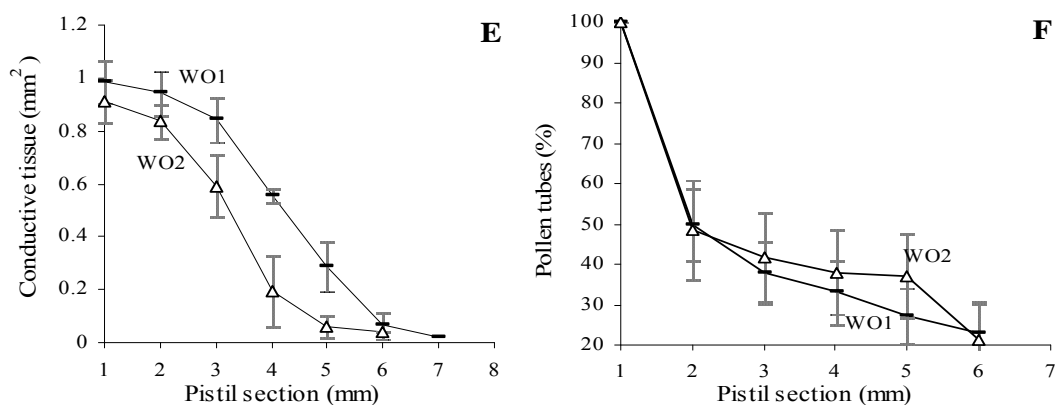 E
Conductive tissue (mm²)
1.2
1
0.8
0.6
0.4
0.2
0
WO1
WO2
1 2 3 4 5 6 7 8
Pistil section (mm)
F
Pollen tubes (%)
100
90
80
70
60
50
40
30
20
WO2
WO1
1 2 3 4 5 6 7
Pistil section (mm)